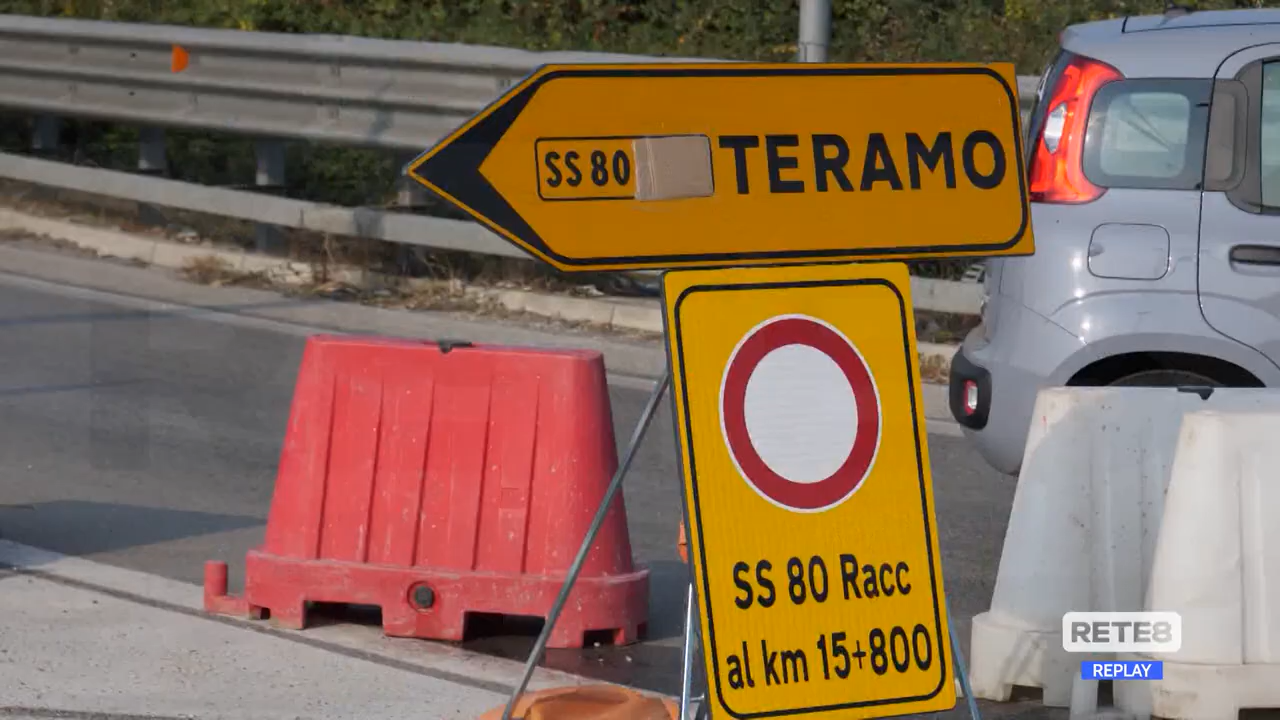 SS 80 TERAMO
SS 80 Racc
al km 15+800
RETE8
REPLAY